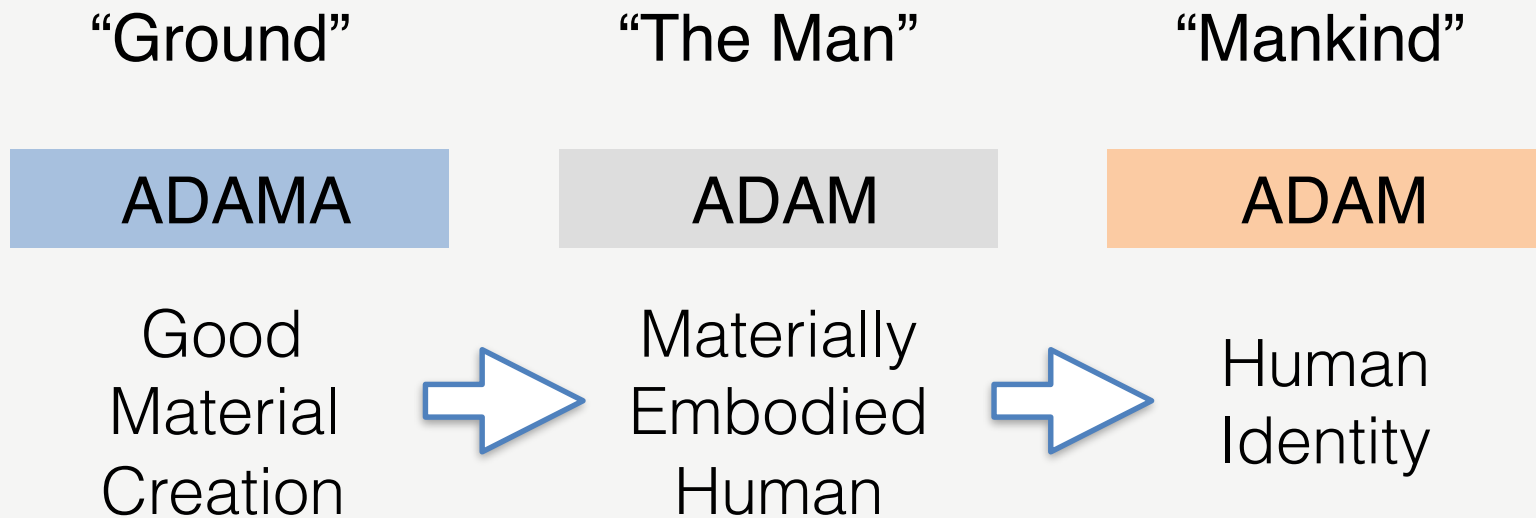 “Ground”
“The Man”
“Mankind”
ADAMA
ADAM
ADAM
Good
Material
Creation
Materially
Embodied
Human
Human
Identity